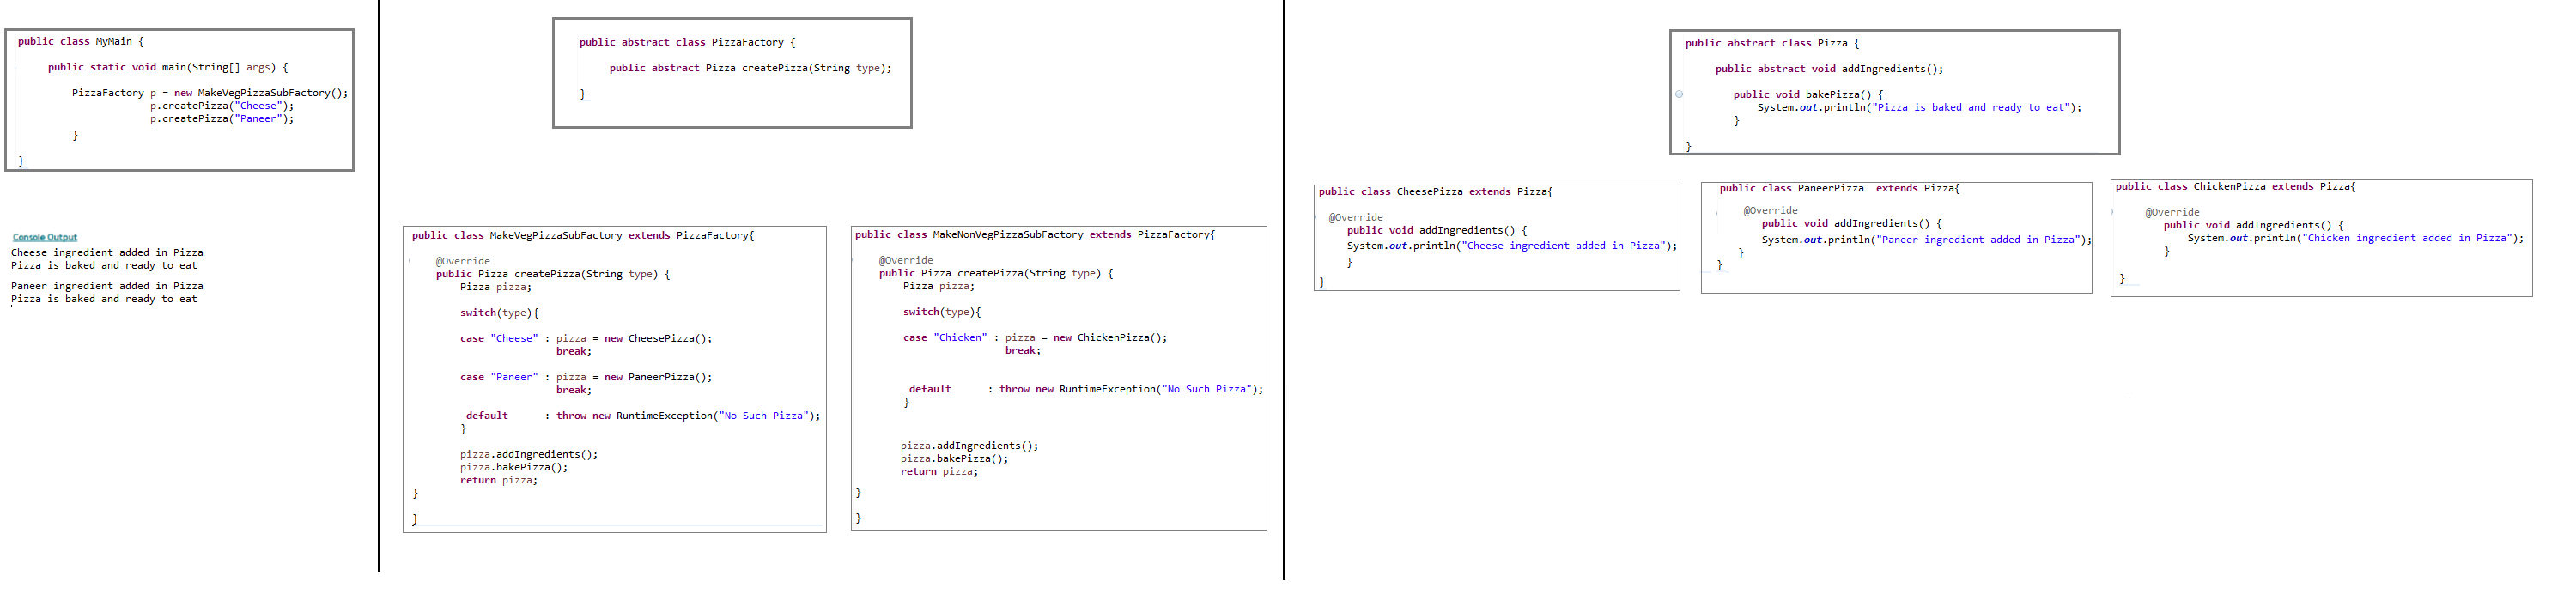 public class MyMain {
public static void main(String[] args) {
PizzaFactory p = new MakeVegPizzaSubFactory();
p.createPizza("Cheese");
p.createPizza("Paneer");
}
}
Console Output
Cheese ingredient added in Pizza
Pizza is baked and ready to eat
Paneer ingredient added in Pizza
Pizza is baked and ready to eat
public abstract class PizzaFactory {
public abstract Pizza createPizza(String type);
}
public class MakeVegPizzaSubFactory extends PizzaFactory{
@Override
public Pizza createPizza(String type) {
Pizza pizza;
switch(type){
case "Cheese" : pizza = new CheesePizza();
break;
case "Paneer" : pizza = new PaneerPizza();
break;
default : throw new RuntimeException("No Such Pizza");
}
pizza.addIngredients();
pizza.bakePizza();
return pizza;
}
}
public class MakeNonVegPizzaSubFactory extends PizzaFactory{
@Override
public Pizza createPizza(String type) {
Pizza pizza;
switch(type){
case "Chicken" : pizza = new ChickenPizza();
break;
default : throw new RuntimeException("No Such Pizza");
}
pizza.addIngredients();
pizza.bakePizza();
return pizza;
}
}
public abstract class Pizza {
public abstract void addIngredients();
public void bakePizza() {
System.out.println("Pizza is baked and ready to eat");
}
}
public class CheesePizza extends Pizza{
@Override
public void addIngredients() {
System.out.println("Cheese ingredient added in Pizza");
}
}
public class PaneerPizza extends Pizza{
@Override
public void addIngredients() {
System.out.println("Paneer ingredient added in Pizza");
}
}
public class ChickenPizza extends Pizza{
@Override
public void addIngredients() {
System.out.println("Chicken ingredient added in Pizza");
}
}